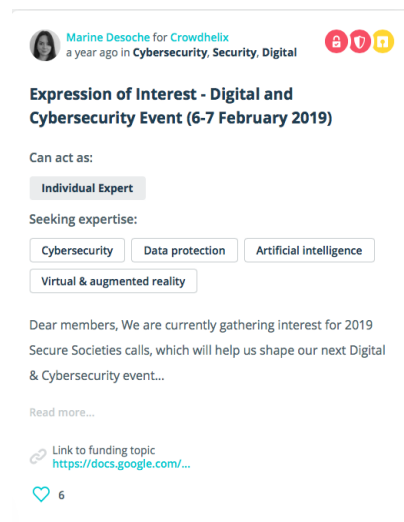 Marine Desoche for Crowdhelix
a year ago in Cybersecurity, Security, Digital
Expression of Interest - Digital and
Cybersecurity Event (6-7 February 2019)
Can act as:
Individual Expert
Seeking expertise:
Cybersecurity Data protection Artificial intelligence
Virtual & augmented reality
Dear members, We are currently gathering interest for 2019
Secure Societies calls, which will help us shape our next Digital
& Cybersecurity event...
Read more...
Link to funding topic
https://docs.google.com/...
6